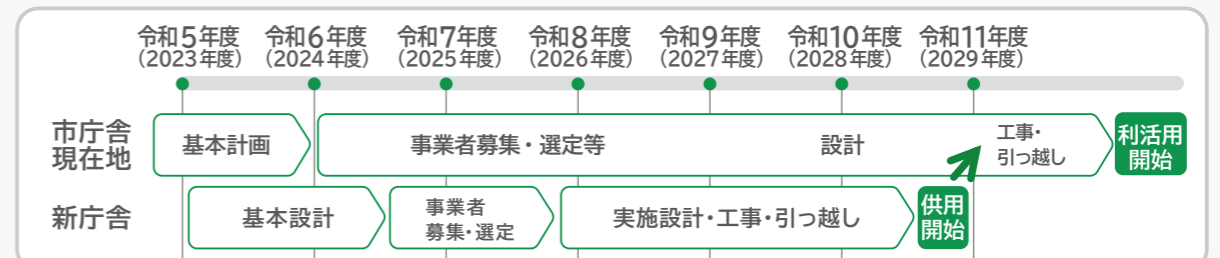 令和5年度 令和6年度 令和7年度 令和8年度 令和9年度 令和10年度 令和11年度
（2023年度） （2024年度） （2025年度） （2026年度） （2027年度） （2028年度） （2029年度）
市庁舎
現在地
基本計画
事業者募集・選定等
設計
工事・
引っ越し
利活用
開始
新庁舎
基本設計
事業者
募集・選定
実施設計・工事・引っ越し
供用
開始